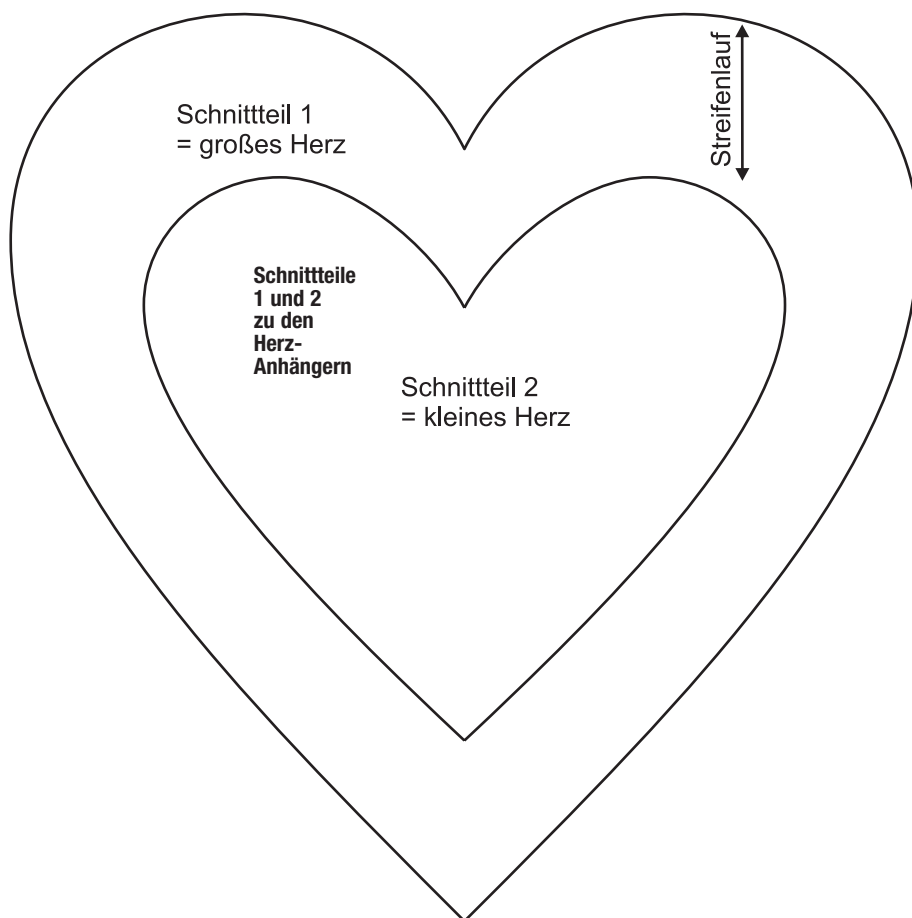 Schnittteil 1
= großes Herz
Streifenlauf
Schnittteile
1 und 2
zu den
Herz-
Anhängern
Schnittteil 2
= kleines Herz